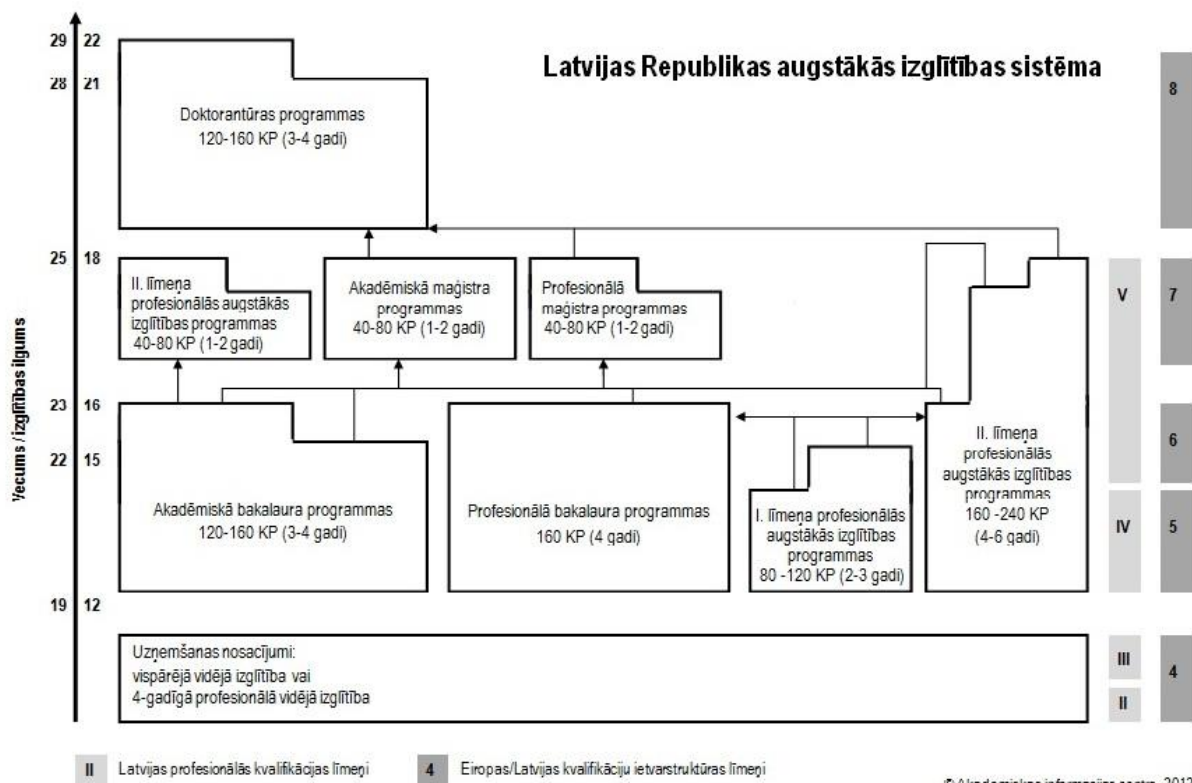 Latvijas Republikas augstākās izglītības sistēma
29 22
28 21
Doktorantūras programmas
120-160 KP (3-4 gadi)
8
25 18
II. līmeņa
profesionālās augstākās
izglītības programmas
40-80 KP (1-2 gadi)
Akadēmiskā maģistra
programmas
40-80 KP (1-2 gadi)
Profesionālā
maģistra programmas
40-80 KP (1-2 gadi)
V
7
Vecums / izglītības ilgums
23 16
22 15
Akadēmiskā bakalaura programmas
120-160 KP (3-4 gadi)
Profesionālā bakalaura programmas
160 KP (4 gadi)
I. līmeņa profesionālās
augstākās izglītības
programmas
80 -120 KP (2-3 gadi)
II. līmeņa
profesionālās
augstākās izglītības
programmas
160 -240 KP
(4-6 gadi)
6
IV
5
19 12
Uzņemšanas nosacījumi:
vispārējā vidējā izglītība vai
4-gadīgā profesionālā vidējā izglītība
III
II
4
II Latvijas profesionālās kvalifikācijas līmeņi
4 Eiropas/Latvijas kvalifikāciju ietvarstruktūras līmeņi